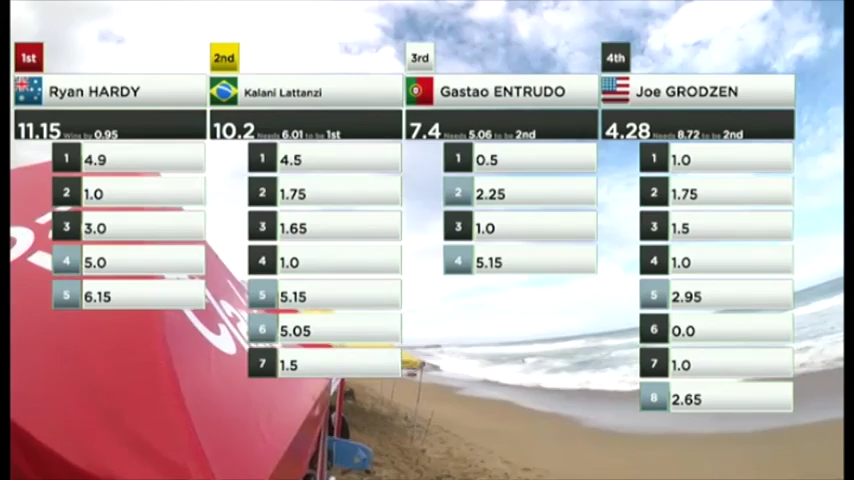 1st
Ryan HARDY
11.15 Wins by 0.95
1 4.9
2 1.0
3 3.0
4 5.0
5 6.15
2nd
Kalani Lattanzi
10.2 Needs 6.01 to be 1st
1 4.5
2 1.75
3 1.65
4 1.0
5 5.15
6 5.05
7 1.5
3rd
Gastao ENTRUDO
7.4 Needs 5.06 to be 2nd
1 0.5
2 2.25
3 1.0
4 5.15
4th
Joe GRODZEN
4.28 Needs 8.72 to be 2nd
1 1.0
2 1.75
3 1.5
4 1.0
5 2.95
6 0.0
7 1.0
8 2.65